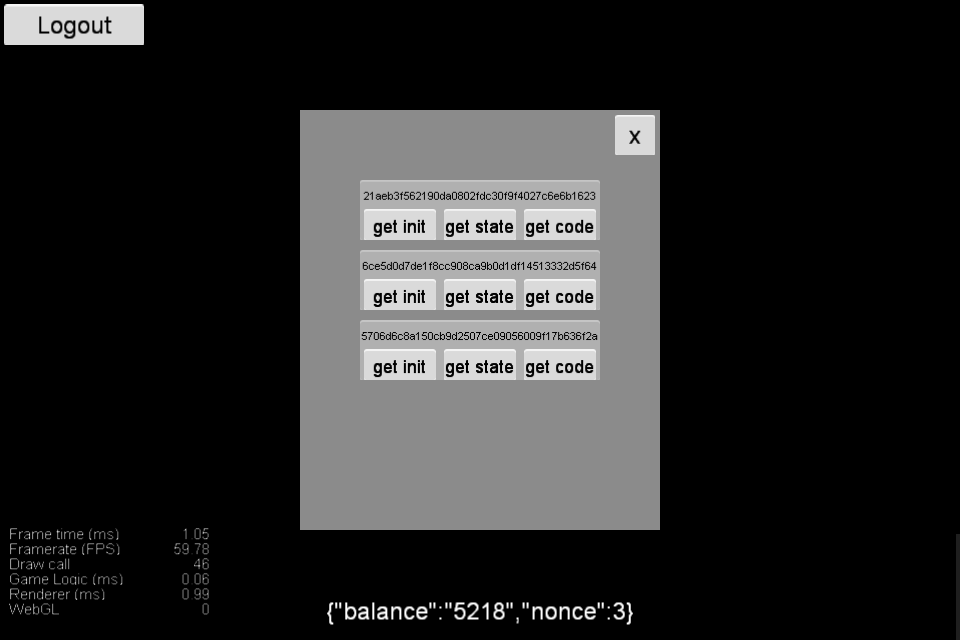 Logout
X
21aeb3f562190da0802fdc30f9f4027c6e6b1623
get init get state get code
6ce5d0d7de1f8cc908ca9b0d1df14513332d5f64
get init get state get code
5706d6c8a150cb9d2507ce09056009f17b636f2a
get init get state get code
Frame time (ms) 1.05
Framerate (FPS) 59.78
Draw call 46
Game Logic (ms) 0.06
Renderer (ms) 0.99
WebGL 0
{"balance":"5218","nonce":3}